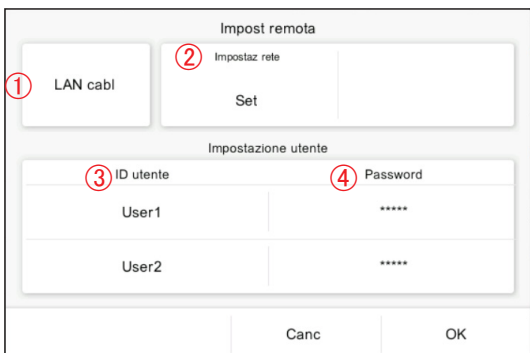 Impost remota
① LAN cabl
② Impostaz rete
Set
Impostazione utente
③ ID utente ④ Password
User1 *****
User2 *****
Canc OK